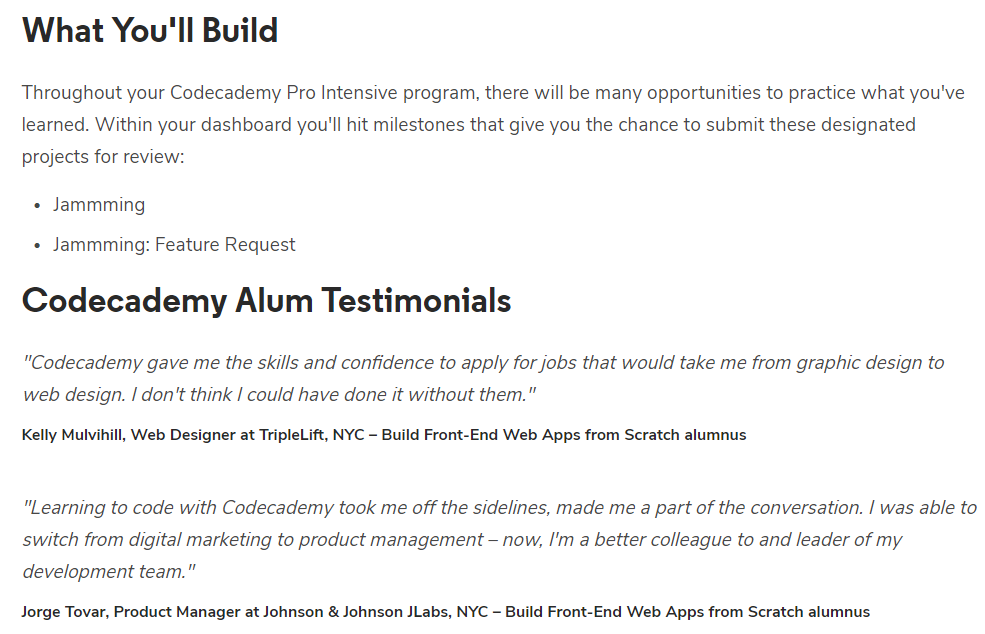 What You'll Build
Throughout your Codecademy Pro Intensive program, there will be many opportunities to practice what you've
learned. Within your dashboard you'll hit milestones that give you the chance to submit these designated
projects for review:
• Jammming
• Jammming: Feature Request
Codecademy Alum Testimonials
"Codecademy gave me the skills and confidence to apply for jobs that would take me from graphic design to
web design. I don't think I could have done it without them."
Kelly Mulvihill, Web Designer at TripleLift, NYC – Build Front-End Web Apps from Scratch alumnus
"Learning to code with Codecademy took me off the sidelines, made me a part of the conversation. I was able to
switch from digital marketing to product management – now, I'm a better colleague to and leader of my
development team."
Jorge Tovar, Product Manager at Johnson & Johnson JLabs, NYC – Build Front-End Web Apps from Scratch alumnus